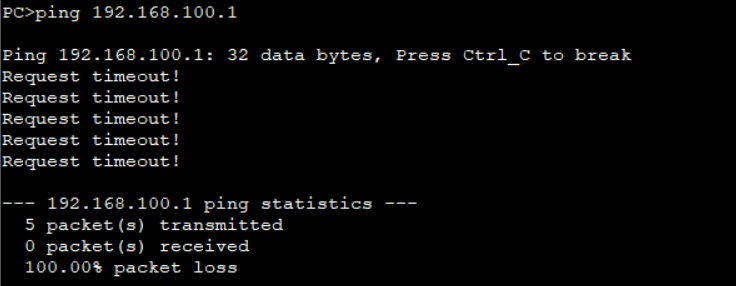 PC>ping 192.168.100.1
Ping 192.168.100.1: 32 data bytes, Press Ctrl_C to break
Request timeout!
Request timeout!
Request timeout!
Request timeout!
Request timeout!
--- 192.168.100.1 ping statistics ---
5 packet(s) transmitted
0 packet(s) received
100.00% packet loss